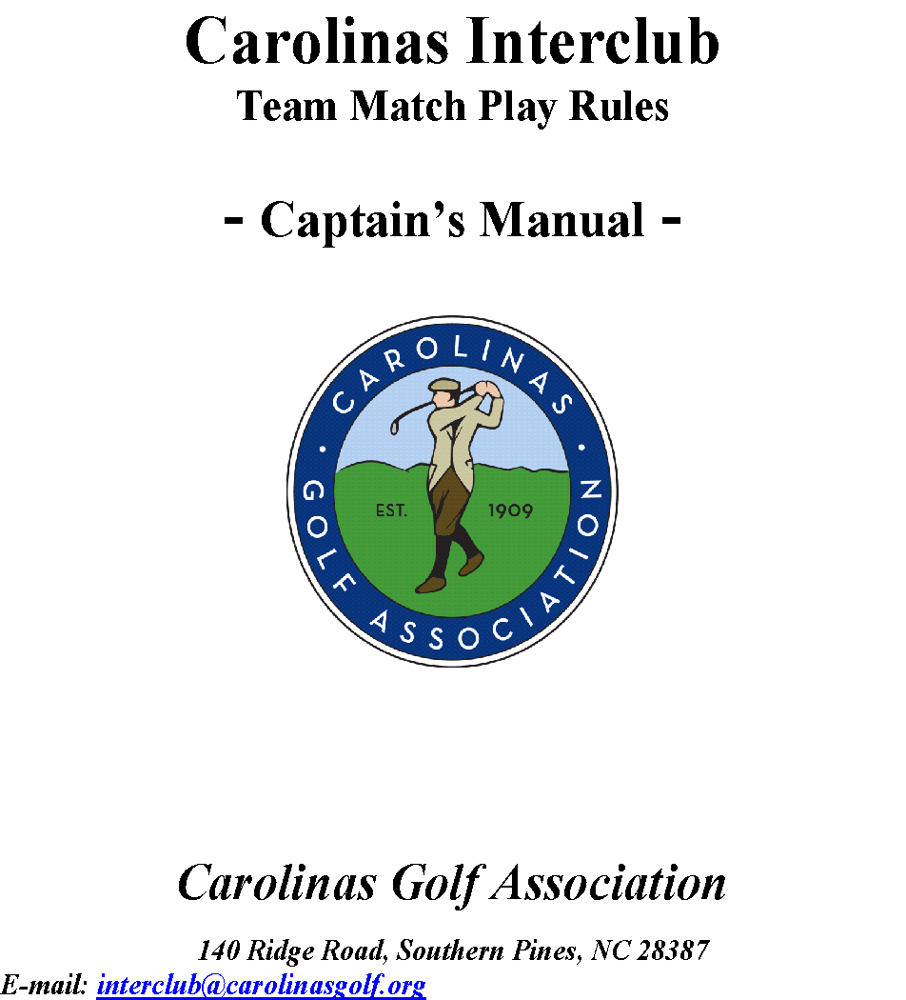 Carolinas Interclub
Team Match Play Rules
- Captain’s Manual -
CAROLINAS
EST. 1909
GOLF ASSOCIATION
Carolinas Golf Association
140 Ridge Road, Southern Pines, NC 28387
E-mail: interclub@carolinasgolf.org